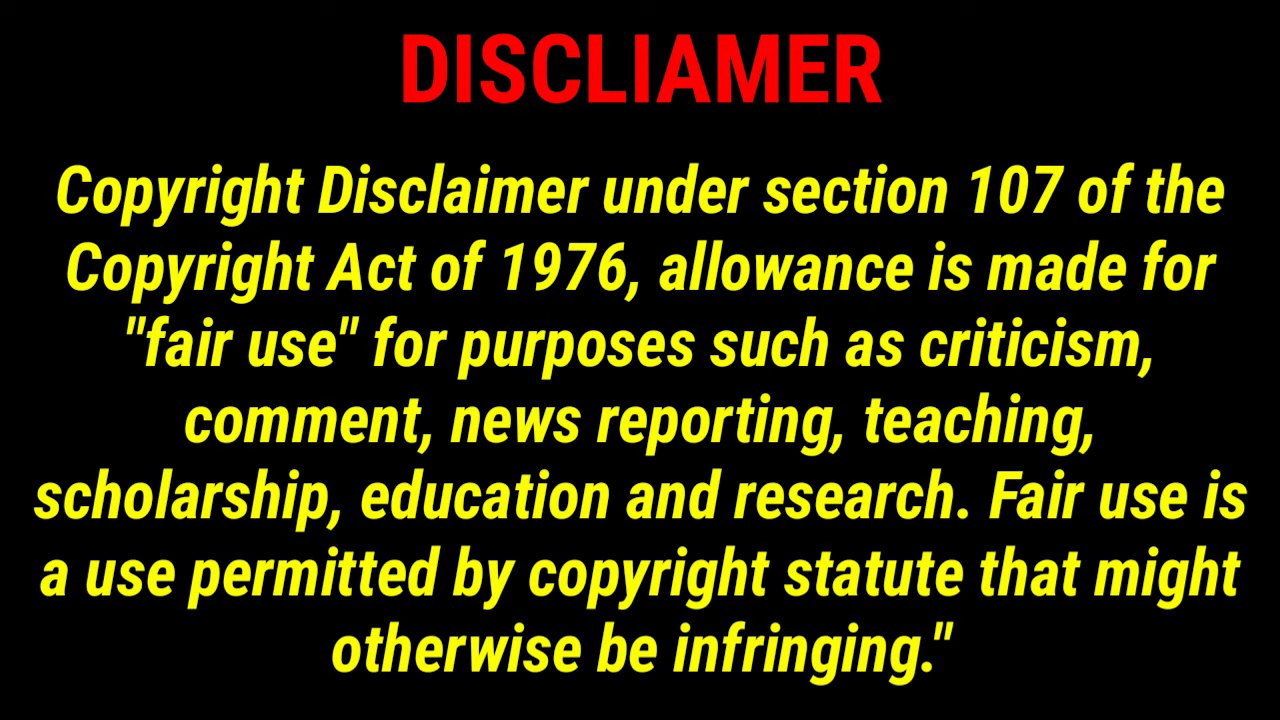 DISCLIAMER
Copyright Disclaimer under section 107 of the
Copyright Act of 1976, allowance is made for
"fair use" for purposes such as criticism,
comment, news reporting, teaching,
scholarship, education and research. Fair use is
a use permitted by copyright statute that might
otherwise be infringing."